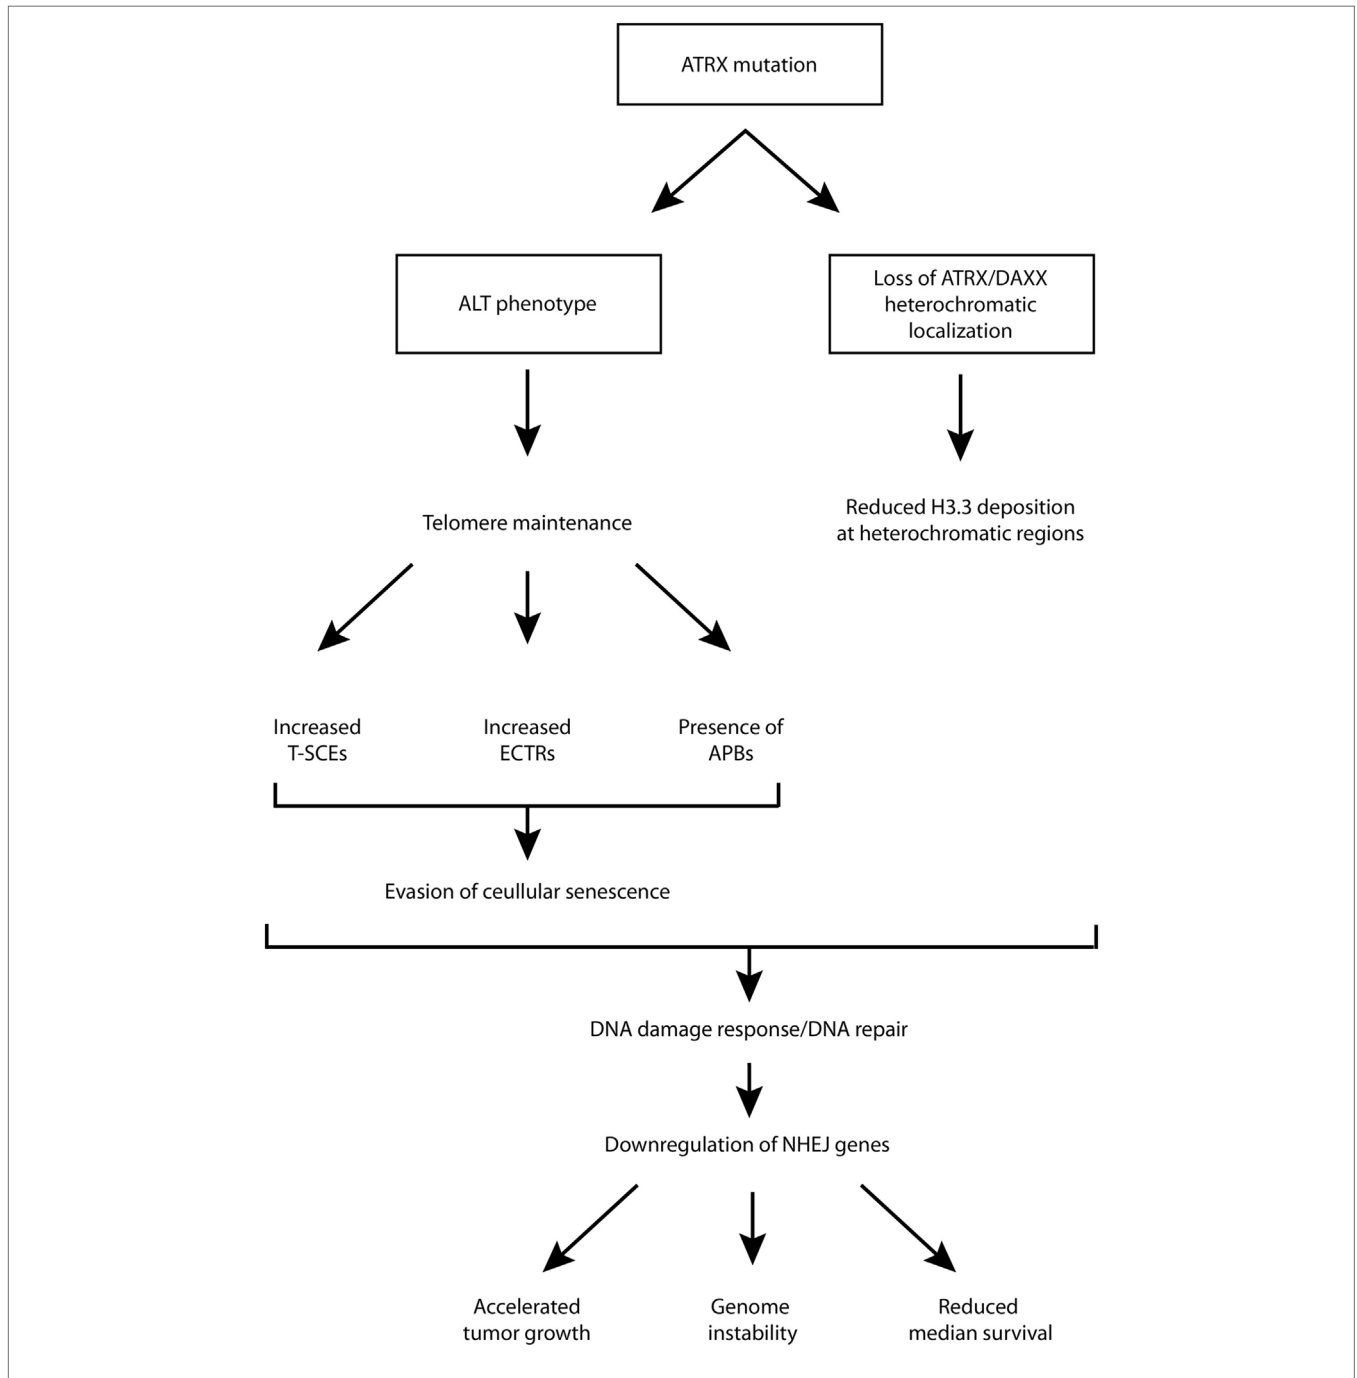 ATRX mutation
ALT phenotype
Loss of ATRX/DAXX
heterochromatic
localization
Telomere maintenance
Reduced H3.3 deposition
at heterochromatic regions
Increased
T-SCEs
Increased
ECTRs
Presence of
APBs
Evasion of ceullular senescence
DNA damage response/DNA repair
Downregulation of NHEJ genes
Accelerated
tumor growth
Genome
instability
Reduced
median survival